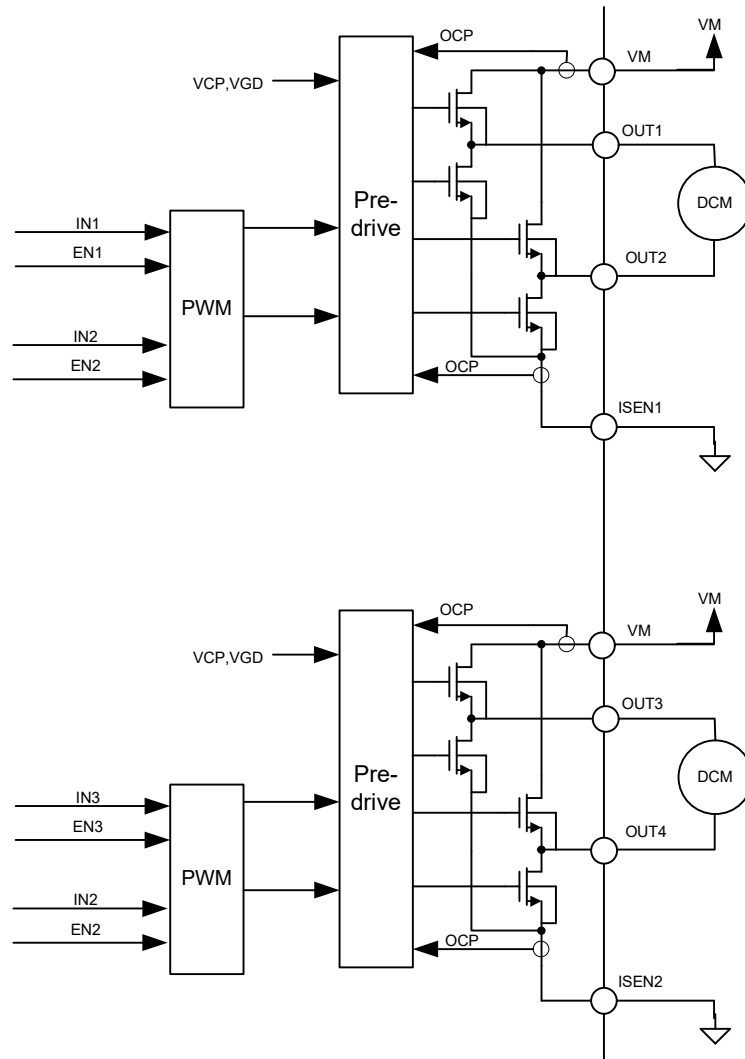 OCP
VM
VM
VCP,VGD
OUT1
Pre-
drive
DCM
IN1
EN1
PWM
OUT2
IN2
EN2
OCP
ISEN1
OCP
VM
VM
VCP,VGD
OUT3
Pre-
drive
DCM
IN3
EN3
PWM
OUT4
IN2
EN2
OCP
ISEN2